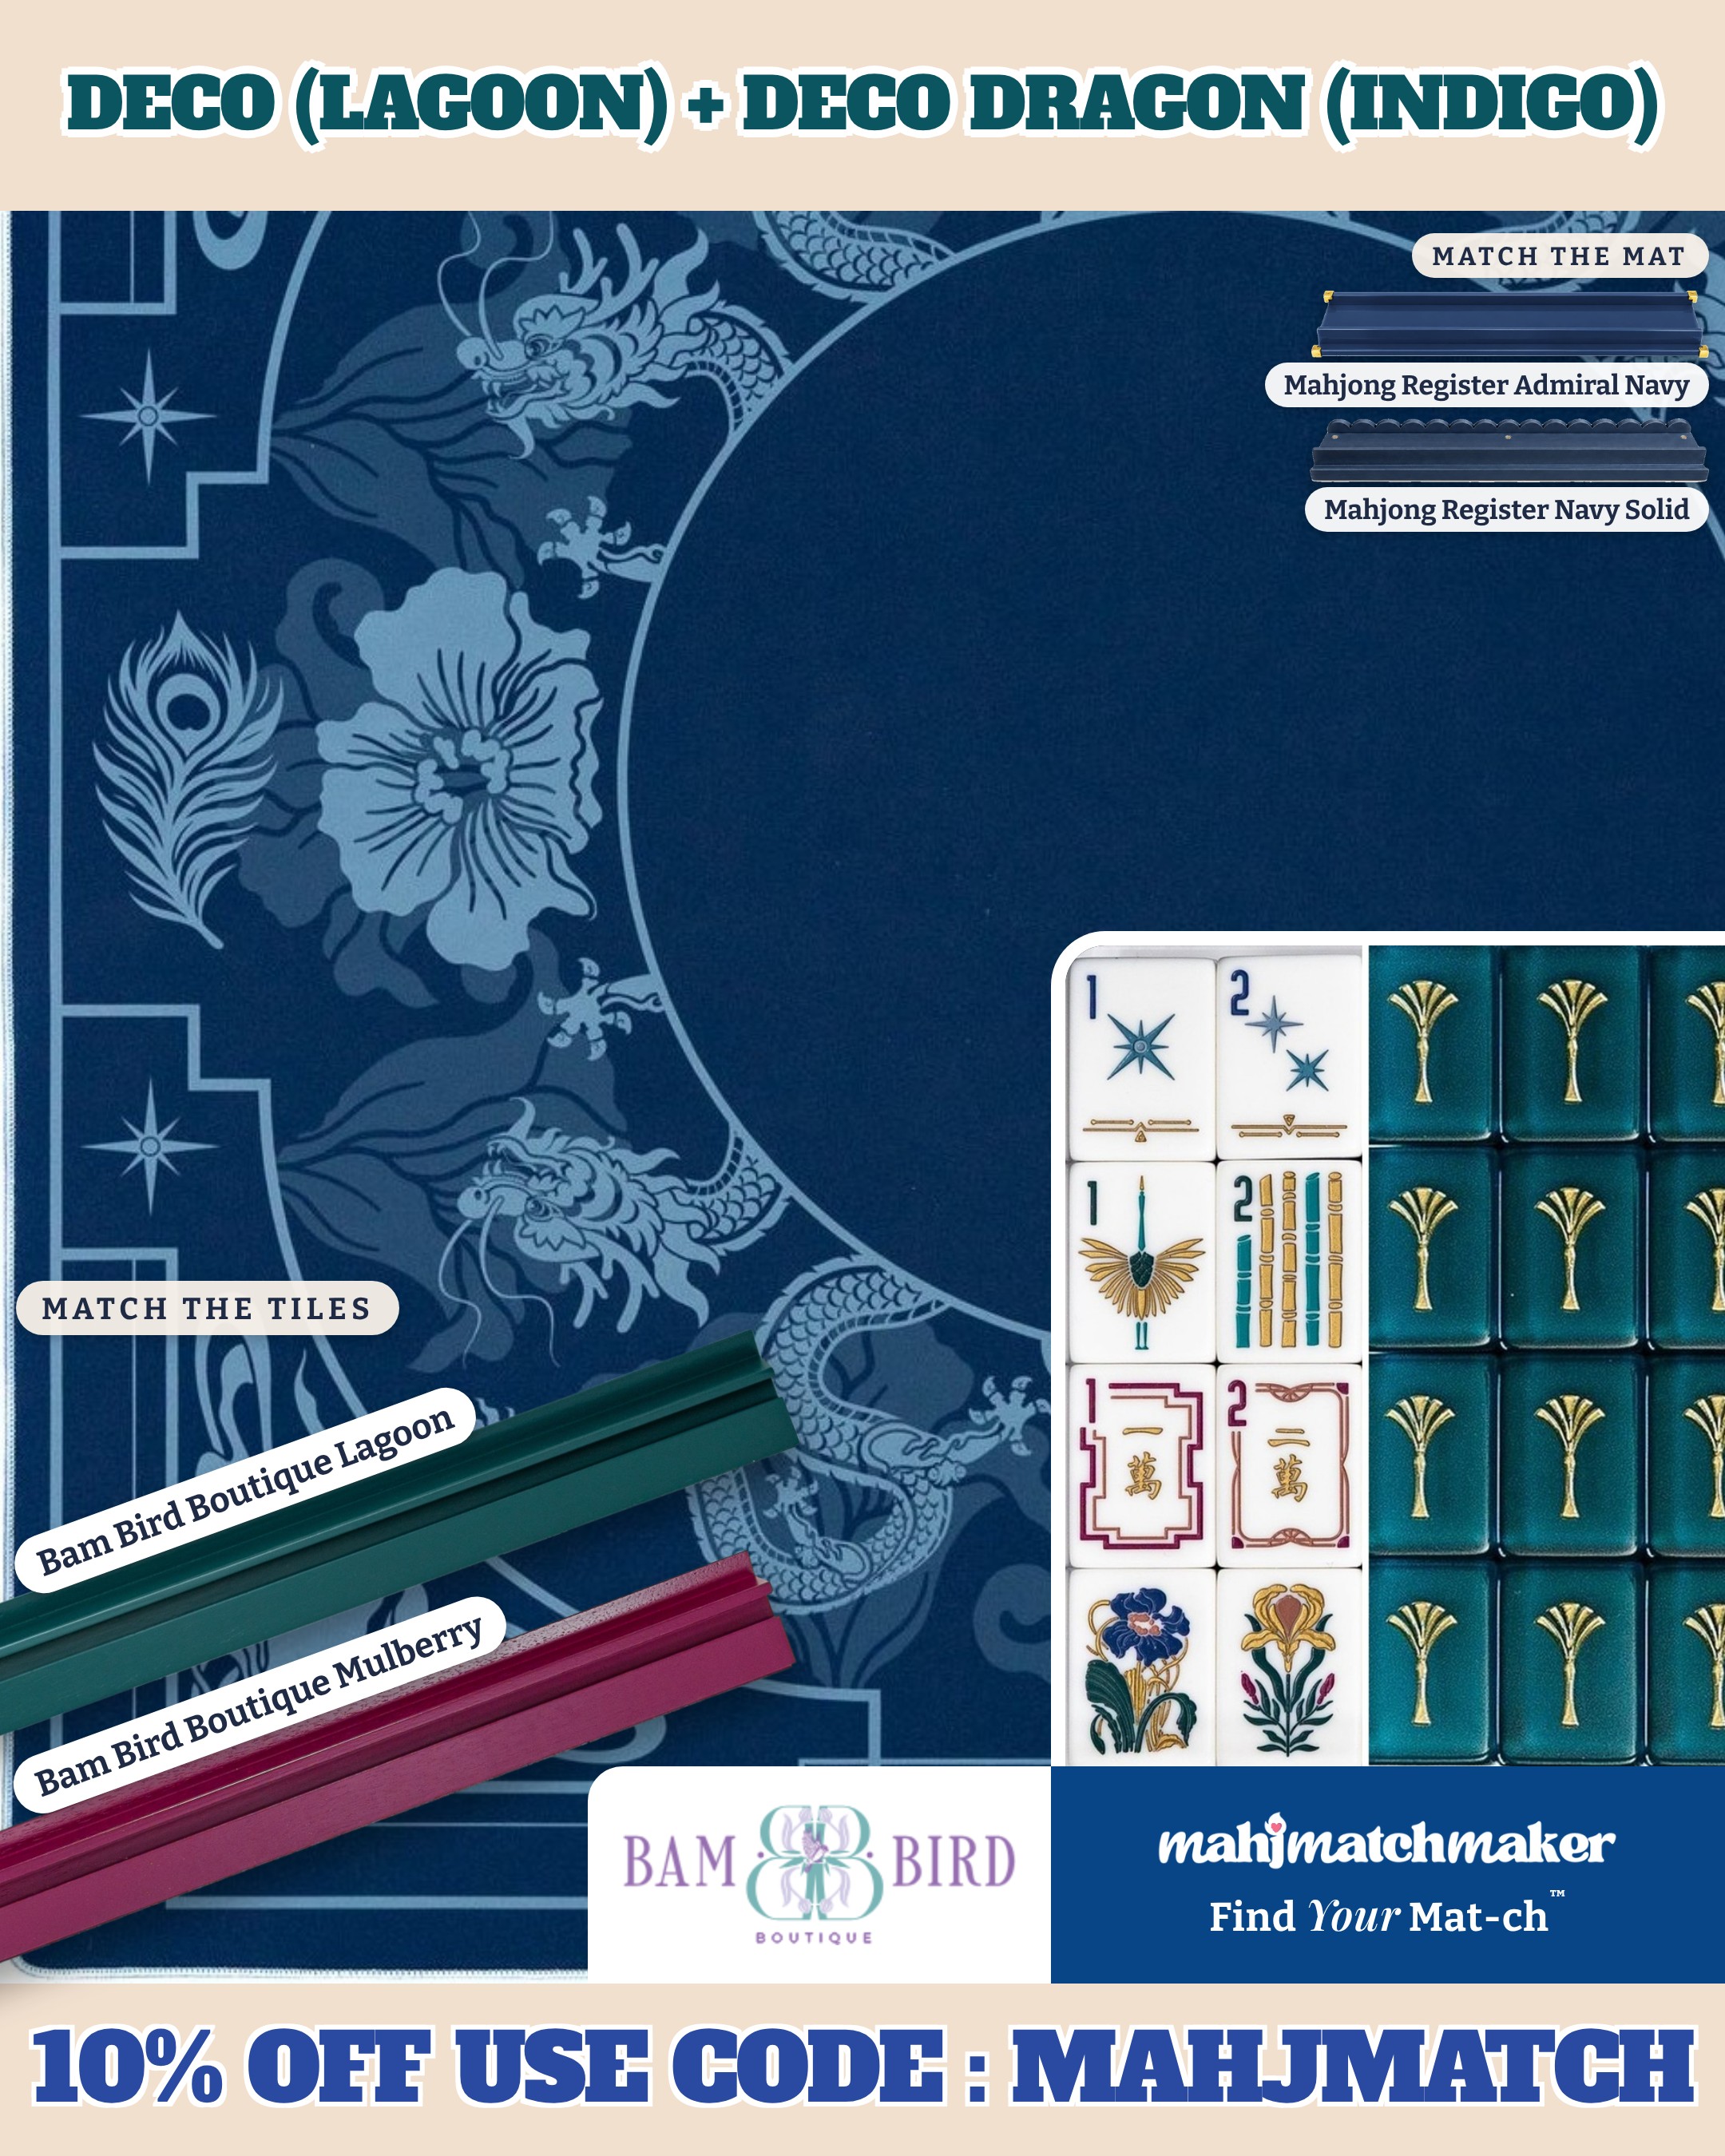 DECO (LAGOON) + DECO DRAGON (INDIGO)
MATCH THE MAT
Mahjong Register Admiral Navy
Mahjong Register Navy Solid
1
2
1
2
1
一
萬
2
二
萬
MATCH THE TILES
Bam Bird Boutique Lagoon
Bam Bird Boutique Mulberry
BAM BB BIRD
BOUTIQUE
mahjmatchmaker
Find Your Mat-ch™
10% OFF USE CODE : MAHJMATCH